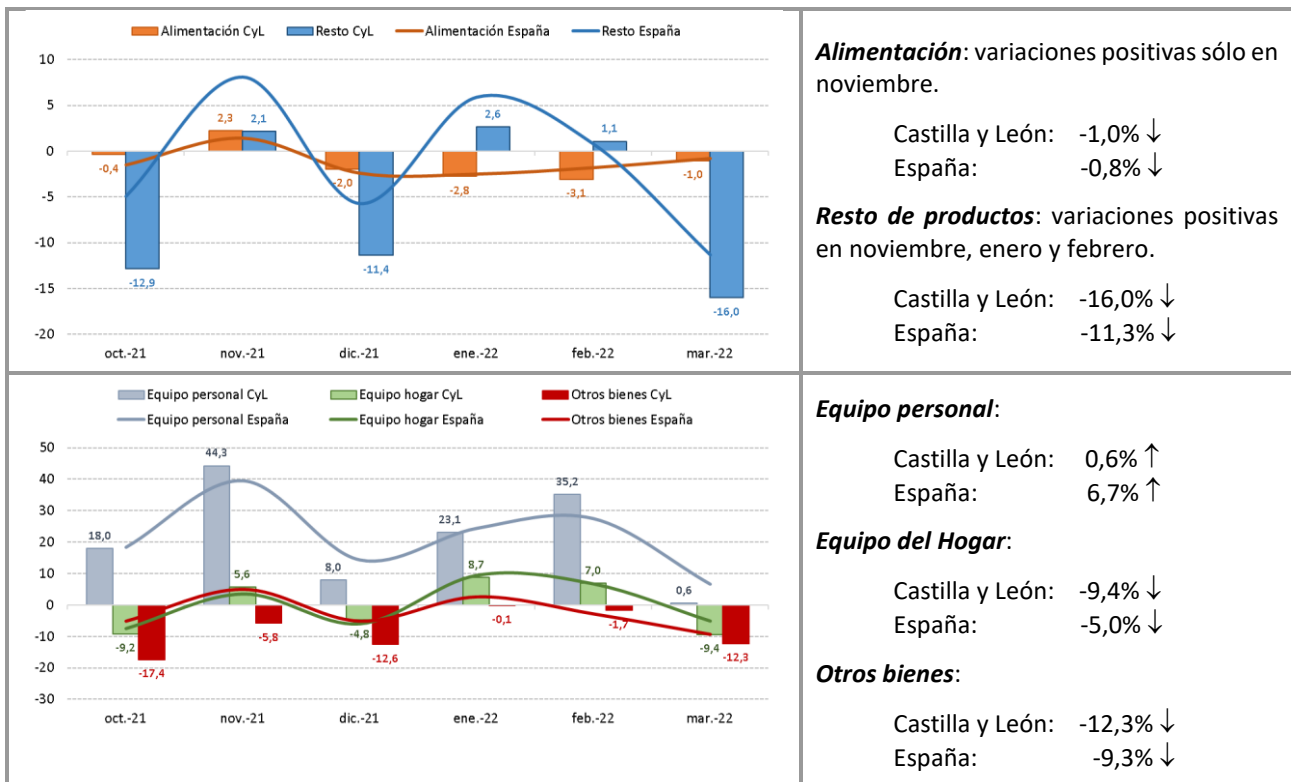 Alimentación CyL Resto CyL Alimentación España Resto España
10
5
0
-5
-10
-15
-20
-0,4
-12,9
2,3
2,1
-2,0
-11,4
-2,8
2,6
-3,1
1,1
-1,0
-16,0
oct.-21 nov.-21 dic.-21 ene.-22 feb.-22 mar.-22
Alimentación: variaciones positivas sólo en
noviembre.
Castilla y León: -1,0% ↓
España: -0,8% ↓
Resto de productos: variaciones positivas
en noviembre, enero y febrero.
Castilla y León: -16,0% ↓
España: -11,3% ↓
Equipo personal CyL Equipo hogar CyL Otros bienes CyL
Equipo personal España Equipo hogar España Otros bienes España
50
40
30
20
10
0
-10
-20
-30
18,0
-9,2
-17,4
44,3
5,6
-5,8
8,0
-4,8
-12,6
23,1
8,7
-0,1
35,2
7,0
-1,7
0,6
-9,4
-12,3
oct.-21 nov.-21 dic.-21 ene.-22 feb.-22 mar.-22
Equipo personal:
Castilla y León: 0,6% ↑
España: 6,7% ↑
Equipo del Hogar:
Castilla y León: -9,4% ↓
España: -5,0% ↓
Otros bienes:
Castilla y León: -12,3% ↓
España: -9,3% ↓